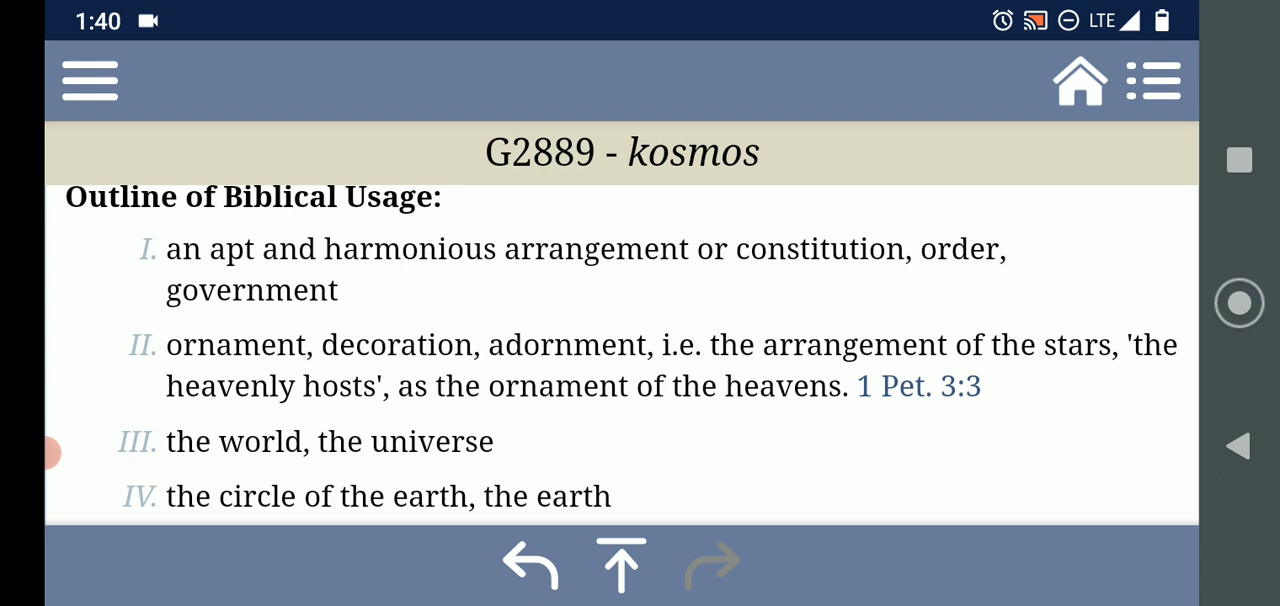 1:40
LTE
G2889 - kosmos
Outline of Biblical Usage:
I. an apt and harmonious arrangement or constitution, order,
government
II. ornament, decoration, adornment, i.e. the arrangement of the stars, 'the
heavenly hosts', as the ornament of the heavens. 1 Pet. 3:3
III. the world, the universe
IV. the circle of the earth, the earth